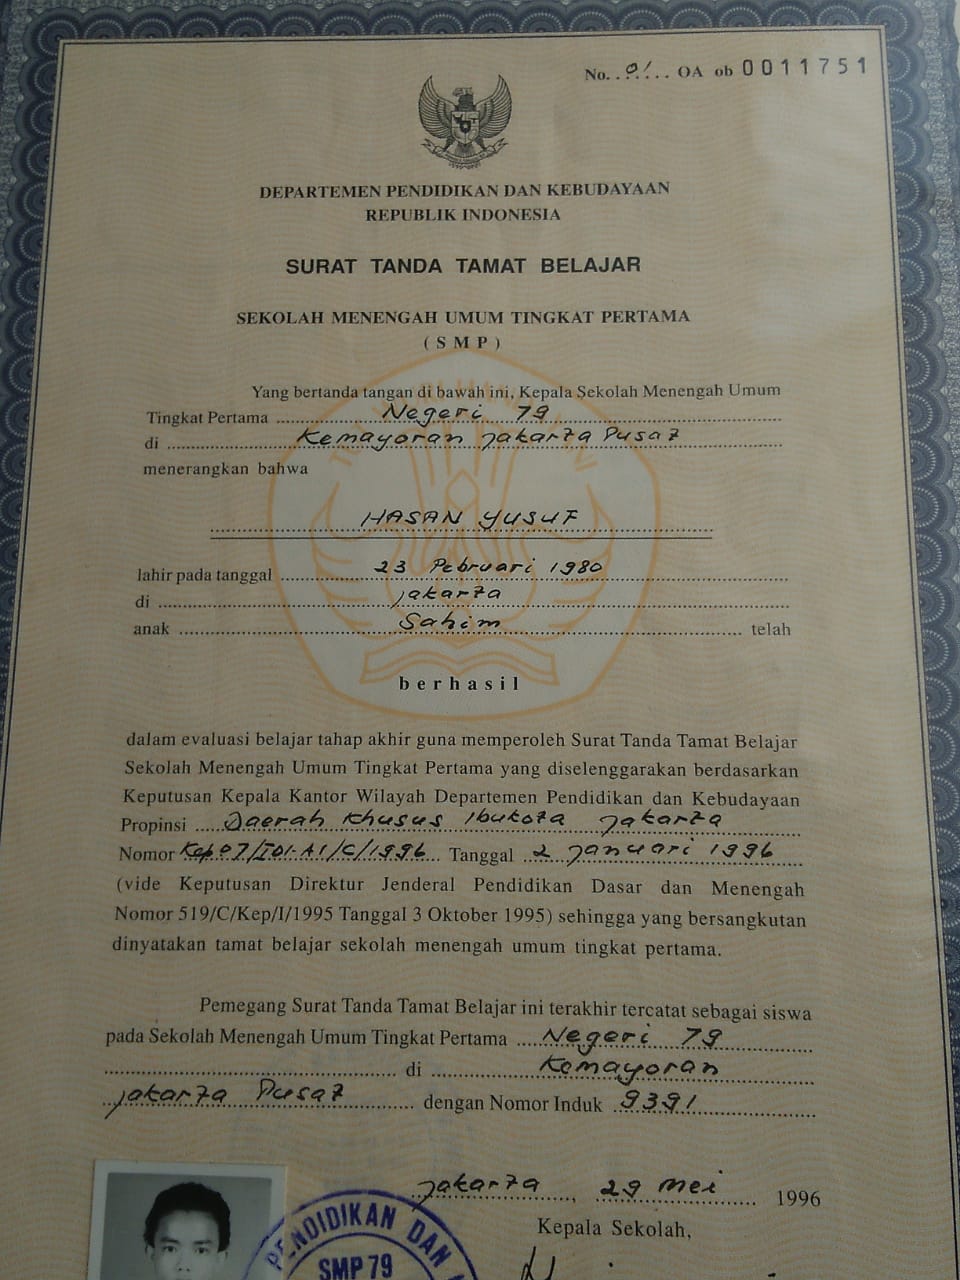 No. . 01 . . OA ob 0011751
DEPARTEMEN PENDIDIKAN DAN KEBUDAYAAN
REPUBLIK INDONESIA
SURAT TANDA TAMAT BELAJAR
SEKOLAH MENENGAH UMUM TINGKAT PERTAMA
( S M P )
Yang bertanda tangan di bawah ini, Kepala Sekolah Menengah Umum
Tingkat Pertama Negeri 79
di Kemayoran Jakarta Pusat
menerangkan bahwa
HASAN YUSUF
lahir pada tanggal 23 Pebruari 1980
di Jakarta
anak Sahim telah
berhasil
dalam evaluasi belajar tahap akhir guna memperoleh Surat Tanda Tamat Belajar
Sekolah Menengah Umum Tingkat Pertama yang diselenggarakan berdasarkan
Keputusan Kepala Kantor Wilayah Departemen Pendidikan dan Kebudayaan
Propinsi Daerah Khusus Ibukota Jakarta
Nomor Kep07/I01.A1/C/1996 Tanggal 2 Januari 1996
(vide Keputusan Direktur Jenderal Pendidikan Dasar dan Menengah
Nomor 519/C/Kep/I/1995 Tanggal 3 Oktober 1995) sehingga yang bersangkutan
dinyatakan tamat belajar sekolah menengah umum tingkat pertama.
Pemegang Surat Tanda Tamat Belajar ini terakhir tercatat sebagai siswa
pada Sekolah Menengah Umum Tingkat Pertama Negeri 79
di Kemayoran
Jakarta Pusat dengan Nomor Induk 9391
Jakarta, 29 Mei 1996
Kepala Sekolah,
PENDIDIKAN DAN
SMP 79